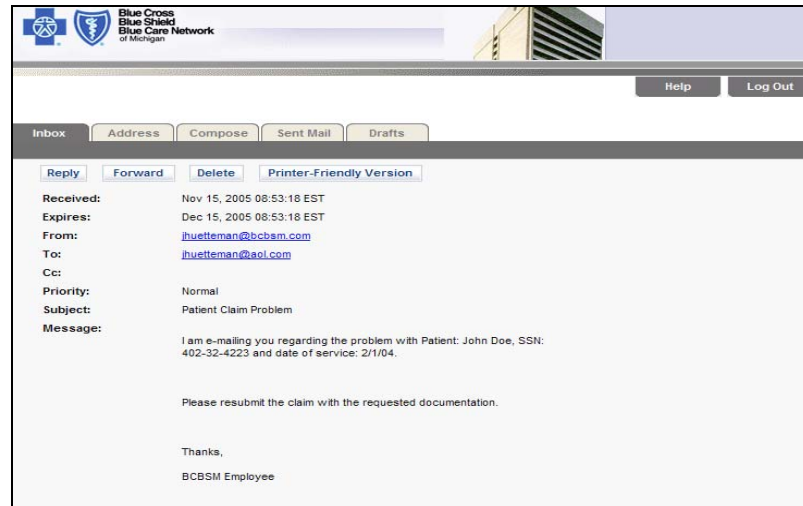 Blue Cross
Blue Shield
Blue Care Network
of Michigan
Help Log Out
Inbox Address Compose Sent Mail Drafts
Reply Forward Delete Printer-Friendly Version
Received: Nov 15, 2005 08:53:18 EST
Expires: Dec 15, 2005 08:53:18 EST
From: jhuetteman@bcbsm.com
To: jhuetteman@aol.com
Cc:
Priority: Normal
Subject: Patient Claim Problem
Message:
I am e-mailing you regarding the problem with Patient: John Doe, SSN:
402-32-4223 and date of service: 2/1/04.
Please resubmit the claim with the requested documentation.
Thanks,
BCBSM Employee